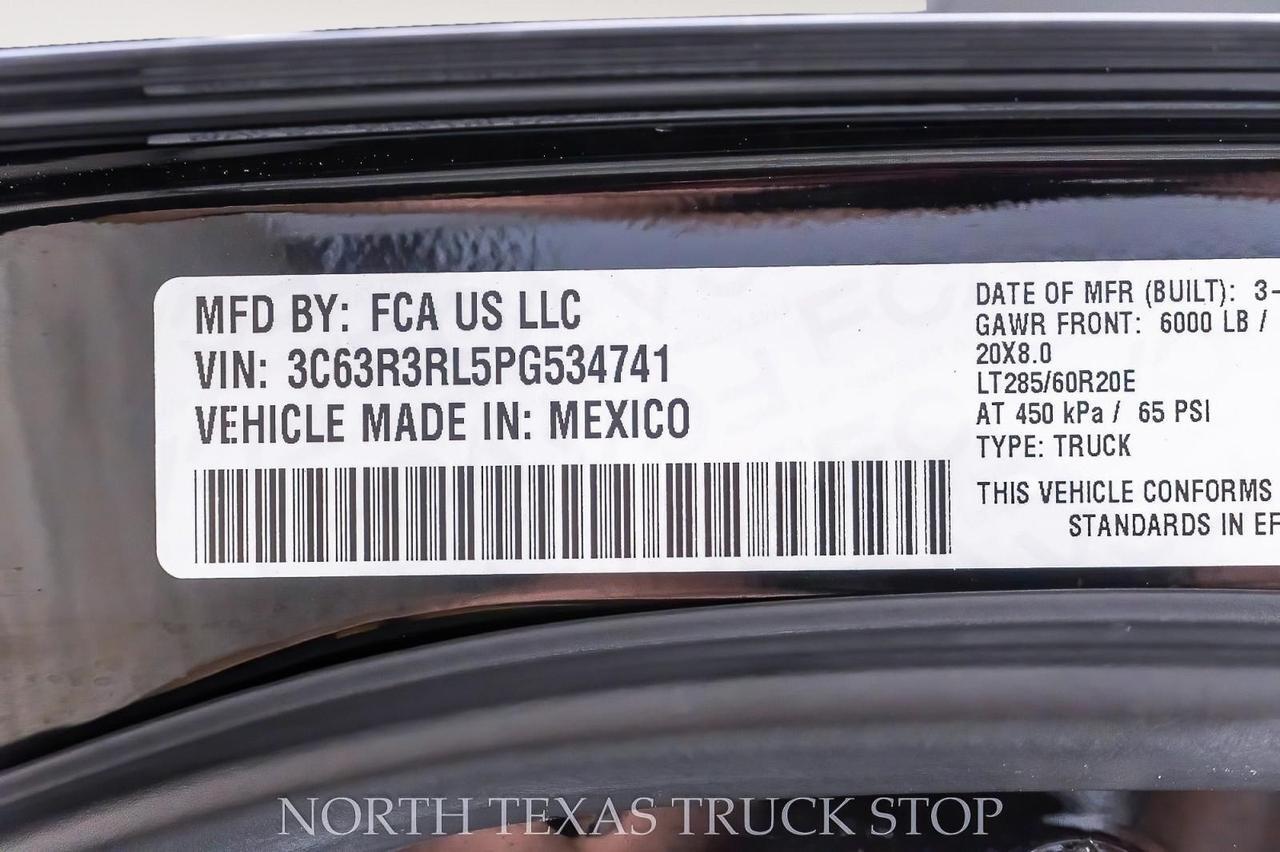 MFD BY: FCA US LLC
VIN: 3C63R3RL5PG534741
VEHICLE MADE IN: MEXICO
DATE OF MFR (BUILT): 3-
GAWR FRONT: 6000 LB /
20X8.0
LT285/60R20E
AT 450 kPa / 65 PSI
TYPE: TRUCK
THIS VEHICLE CONFORMS
STANDARDS IN EF
NORTH TEXAS TRUCK STOP